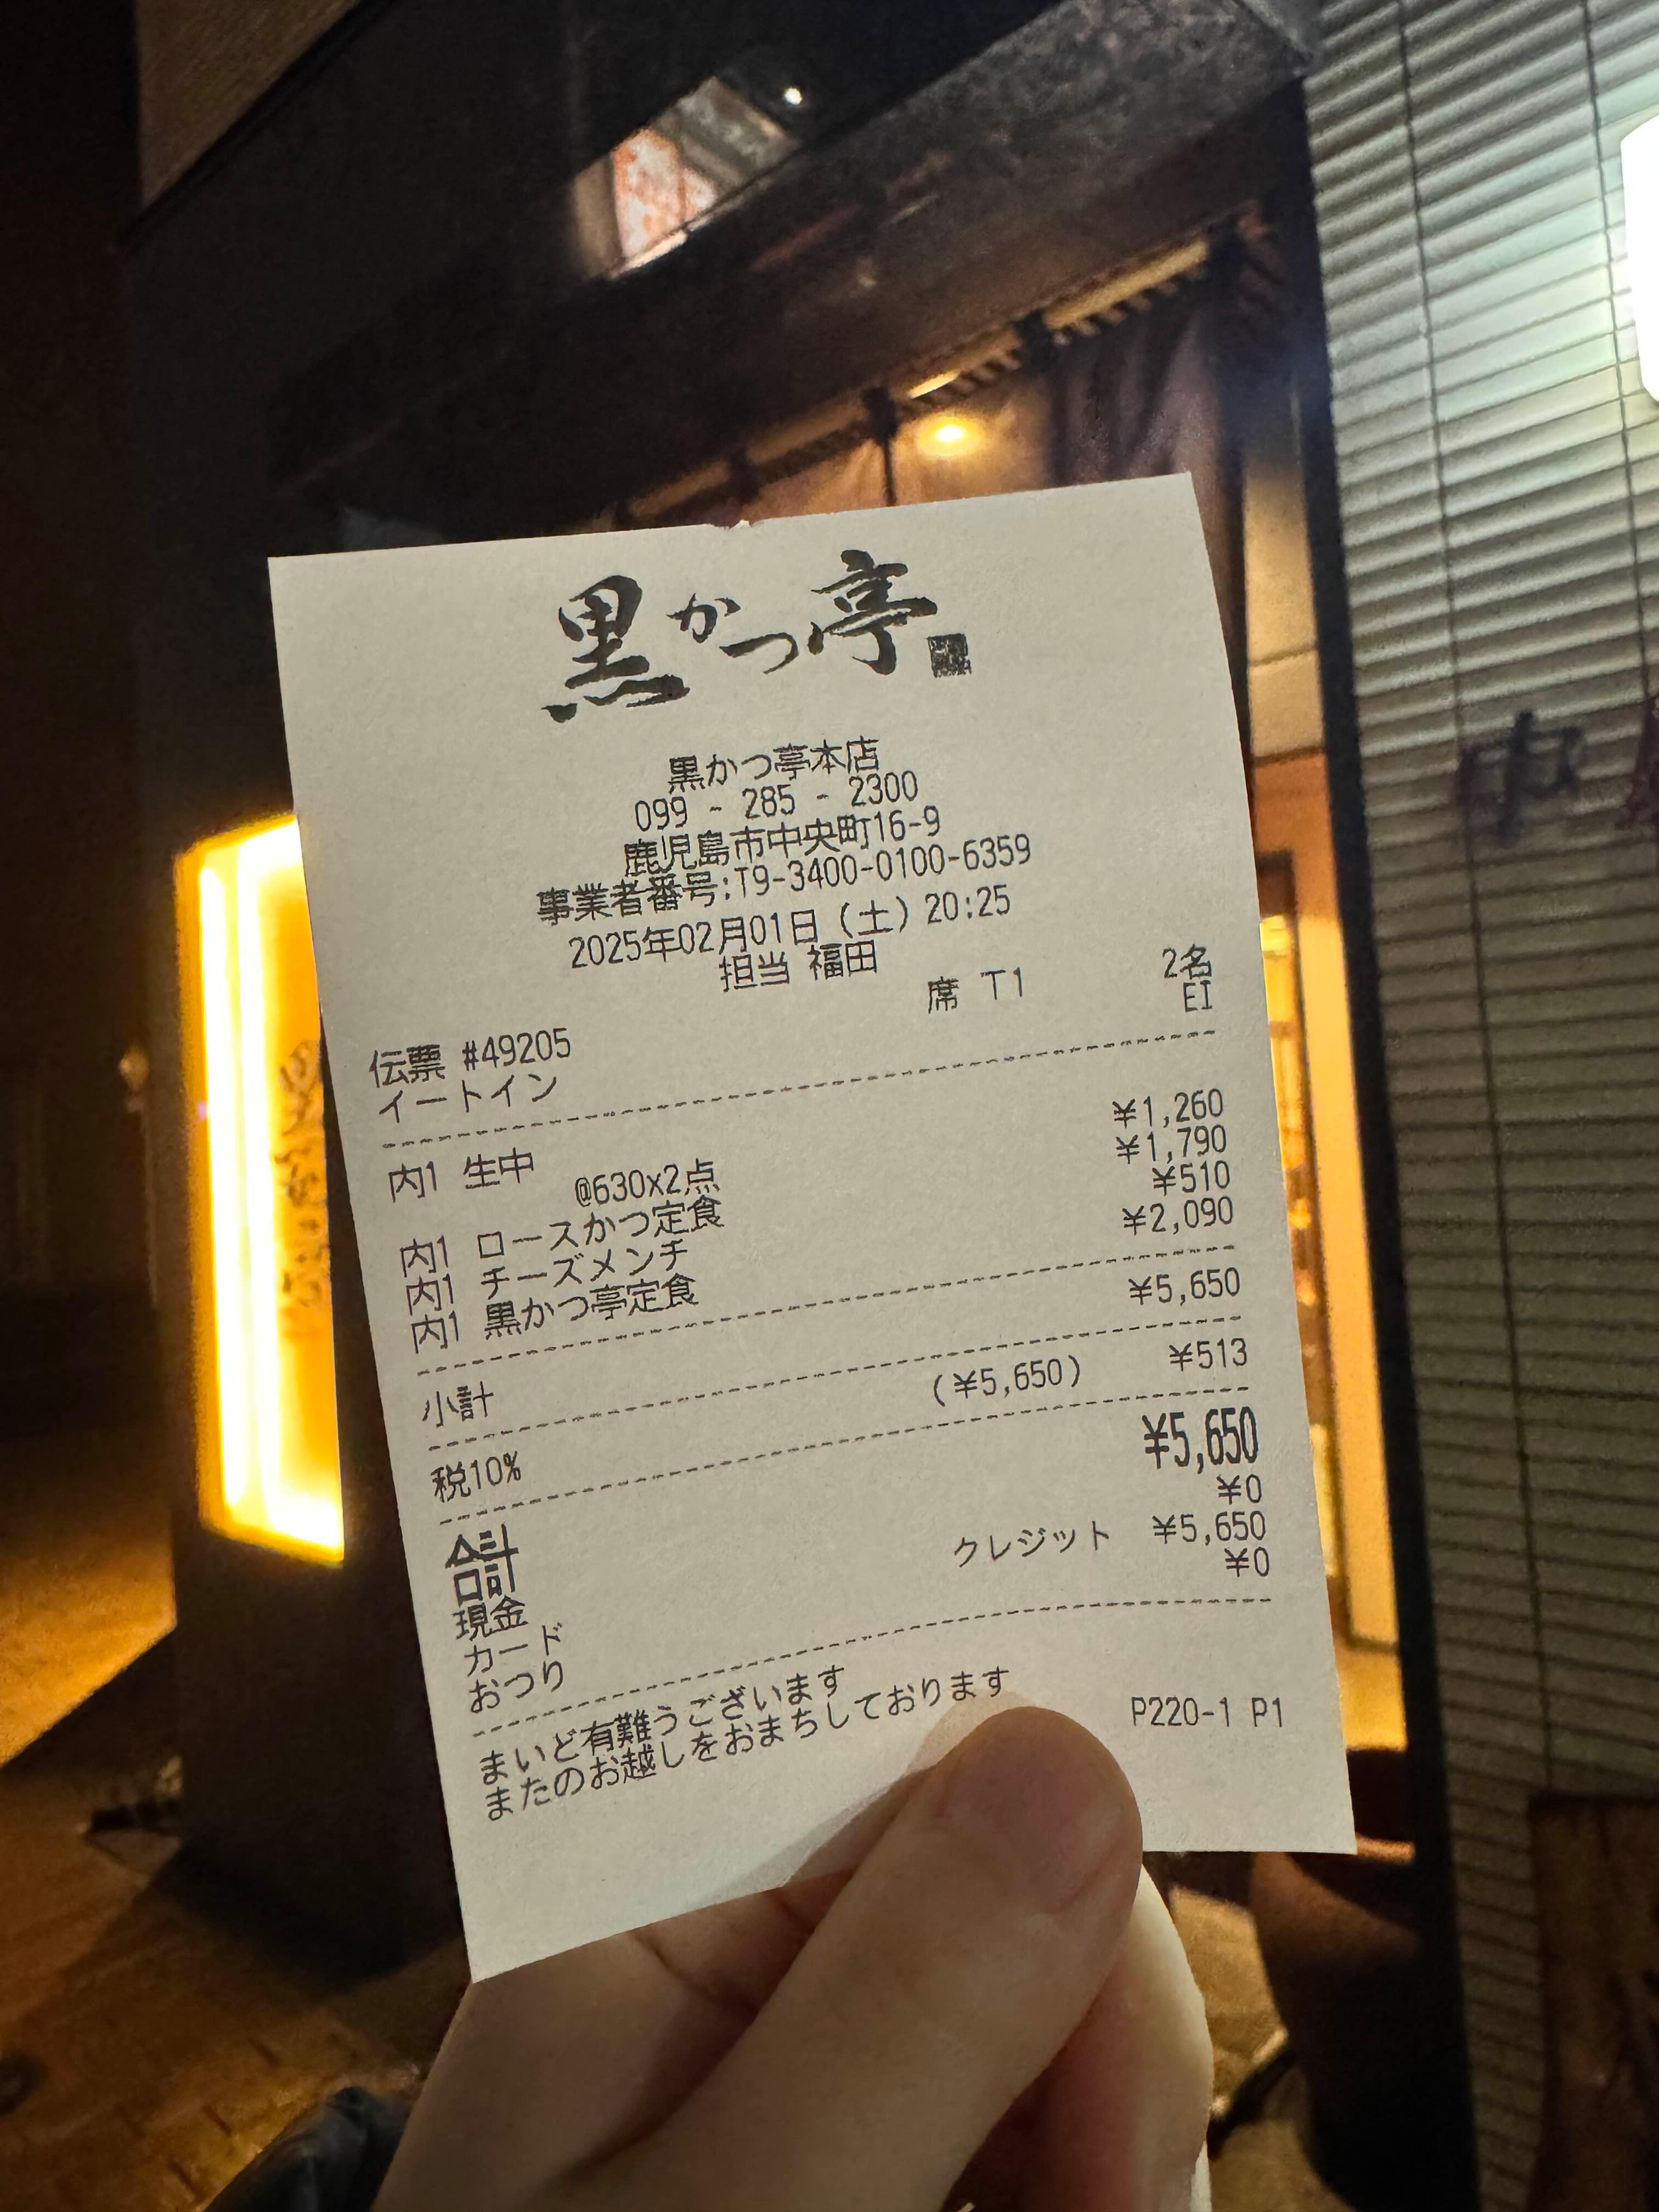 黒かつ亭
黒かつ亭本店
099 - 285 - 2300
鹿児島市中央町16-9
事業者番号:T9-3400-0100-6359
2025年02月01日(土)20:25
担当 福田
伝票 #49205 席 T1 2名
イートイン EI
内1 生中 ¥1,260
@630x2点
内1 ロースかつ定食 ¥1,790
内1 チーズメンチ ¥510
内1 黒かつ亭定食 ¥2,090
小計 ¥5,650
税10% (¥5,650) ¥513
合計 ¥5,650
現金 ¥0
カード クレジット ¥5,650
おつり ¥0
まいど有難うございます
またのお越しをおまちしております
P220-1 P1